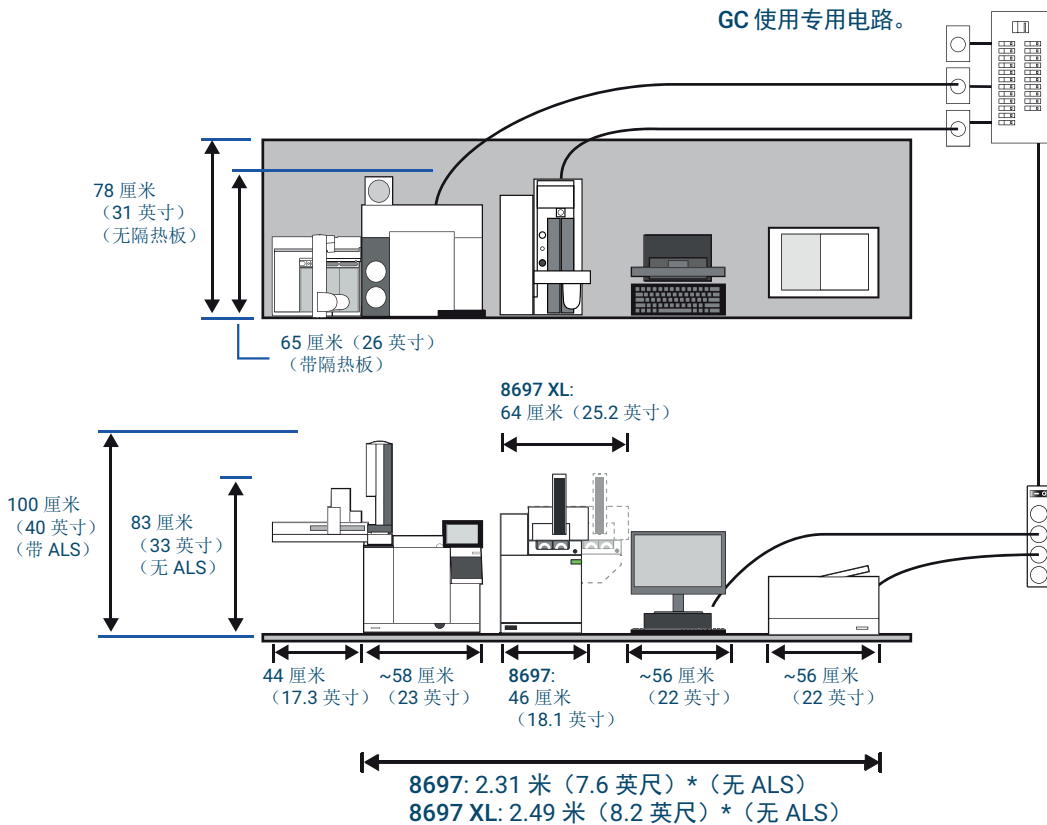 GC 使用专用电路。
78 厘米
（31 英寸）
（无隔热板）
65 厘米（26 英寸）
（带隔热板）
8697 XL:
64 厘米（25.2 英寸）
100 厘米
（40 英寸）
（带 ALS）
83 厘米
（33 英寸）
（无 ALS）
44 厘米
（17.3 英寸）
~58 厘米
（23 英寸）
8697:
46 厘米
（18.1 英寸）
~56 厘米
（22 英寸）
~56 厘米
（22 英寸）
8697: 2.31 米（7.6 英尺）*（无 ALS）
8697 XL: 2.49 米（8.2 英尺）*（无 ALS）